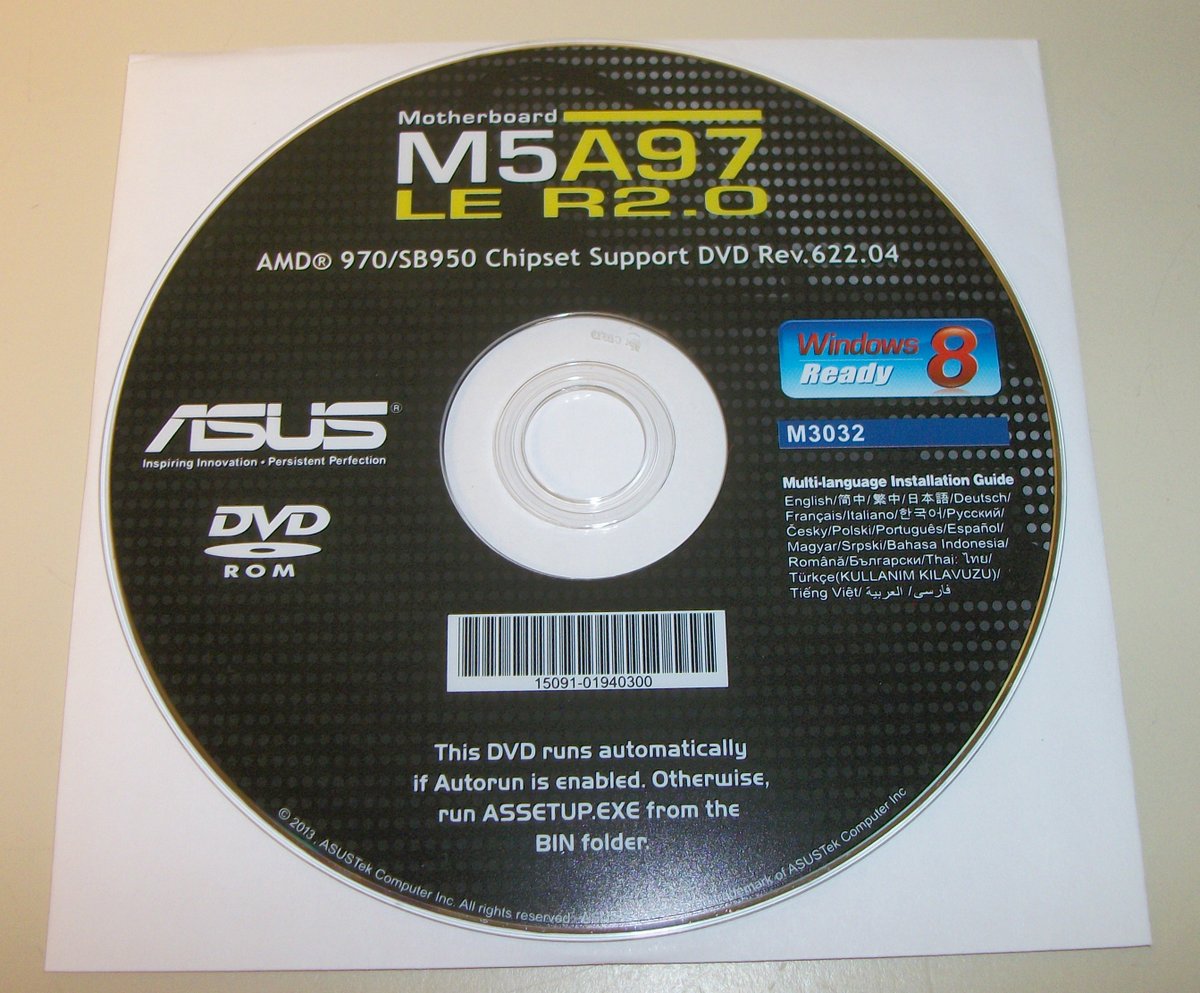 Motherboard
M5A97
LE R2.0
AMD® 970/SB950 Chipset Support DVD Rev.622.04
Windows 8
Ready
M3032
ASUS®
Inspiring Innovation • Persistent Perfection
DVD
ROM
Multi-language Installation Guide
English/简中/繁中/日本語/Deutsch/
Français/Italiano/한국어/Русский/
Česky/Polski/Português/Español/
Magyar/Srpski/Bahasa Indonesia/
Română/Български/Thai: ไทย/
Türkçe(KULLANIM KILAVUZU)/
Tiếng Việt/ العربية/ فارسی
15091-01940300
This DVD runs automatically
if Autorun is enabled. Otherwise,
run ASSETUP.EXE from the
BIN folder.
© 2013. ASUSTek Computer Inc. All rights reserved. of ASUSTek Computer Inc